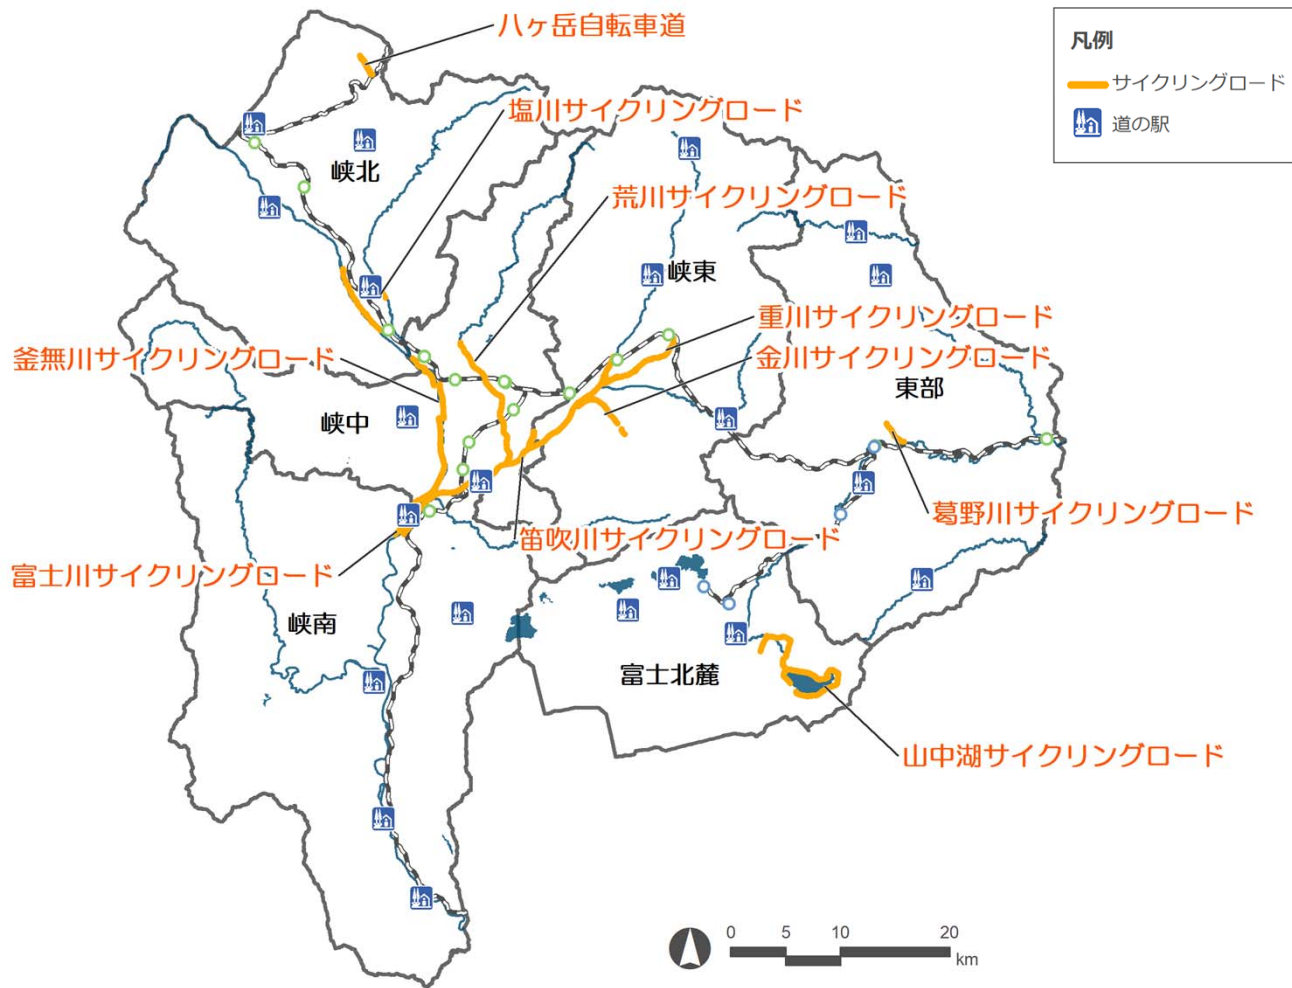 八ヶ岳自転車道
凡例
サイクリングロード
道の駅
塩川サイクリングロード
峡北
荒川サイクリングロード
峡東
重川サイクリングロード
釜無川サイクリングロード
金川サイクリングロード
東部
峡中
葛野川サイクリングロード
笛吹川サイクリングロード
富士川サイクリングロード
峡南
富士北麓
山中湖サイクリングロード
0 5 10 20
km